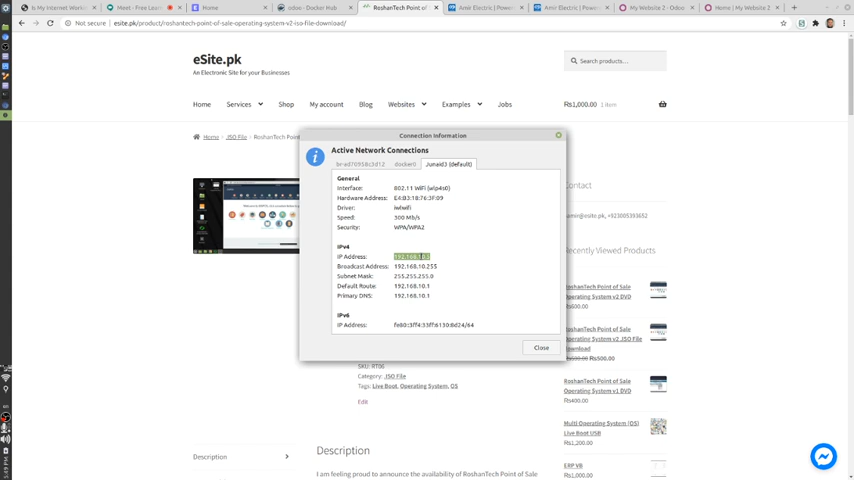 Is My Internet Work
Meet - Free Lear
Home
odoo - Docker Hub
RoshanTech Point of
Amir Electric | Power
Amir Electric | Power
My Website 2 - Odoo
Home | My Website 2
Not secure | esite.pk/product/roshantech-point-of-sale-operating-system-v2-iso-file-download/
eSite.pk
An Electronic Site for your Businesses
Search products…
Home Services Shop My account Blog Websites Examples Jobs
₨1,000.00 1 item
Home .ISO File RoshanTech Poin
Connection Information
Active Network Connections
docker0 Junaid3 (default)
General
Interface: 802.11 WiFi (wlp4s0)
Hardware Address: E4:B3:18:76:3F:09
Driver: iwlwifi
Speed: 300 Mb/s
Security: WPA/WPA2
IPv4
IP Address:
Broadcast Address: 192.168.10.255
Subnet Mask: 255.255.255.0
Default Route: 192.168.10.1
Primary DNS: 192.168.10.1
IPv6
IP Address: fe80::3ff4:33ff:6130:8d24/64
Close
Contact
amir@esite.pk, +923005393652
Recently Viewed Products
RoshanTech Point of Sale
Operating System v2 DVD
₨600.00
RoshanTech Point of Sale
Operating System v2 .ISO File
Download
₨600.00 ₨500.00
RoshanTech Point of Sale
Operating System v1 DVD
₨400.00
Multi Operating System (OS)
Live Boot USB
₨1,000.00
ERP V8
₨1,000.00
SKU: RT06
Category: .ISO File
Tags: Live Boot, Operating System, OS
Edit
Description
Description
I am feeling proud to announce the availability of RoshanTech Point of Sale
5:49 PM